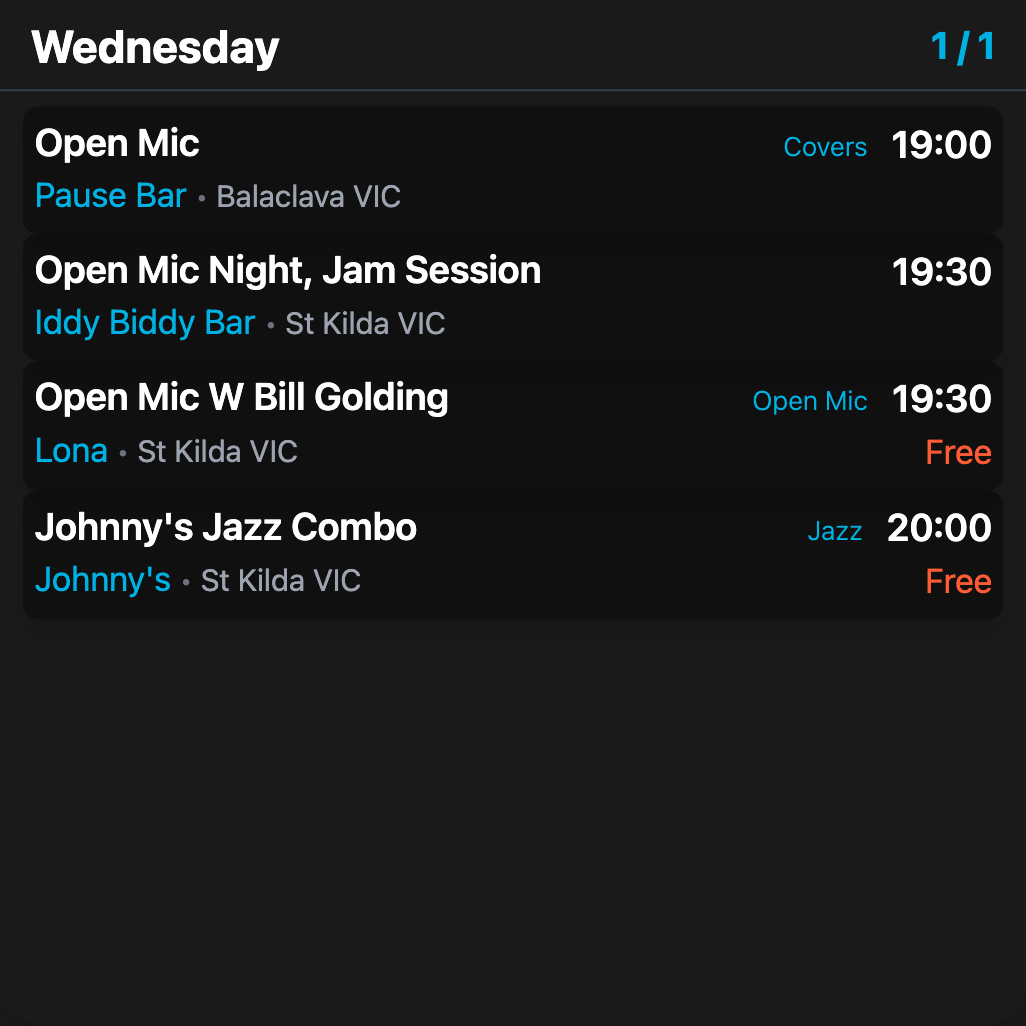 Wednesday 1 / 1
Open Mic Covers 19:00
Pause Bar • Balaclava VIC
Open Mic Night, Jam Session 19:30
Iddy Biddy Bar • St Kilda VIC
Open Mic W Bill Golding Open Mic 19:30
Lona • St Kilda VIC Free
Johnny's Jazz Combo Jazz 20:00
Johnny's • St Kilda VIC Free